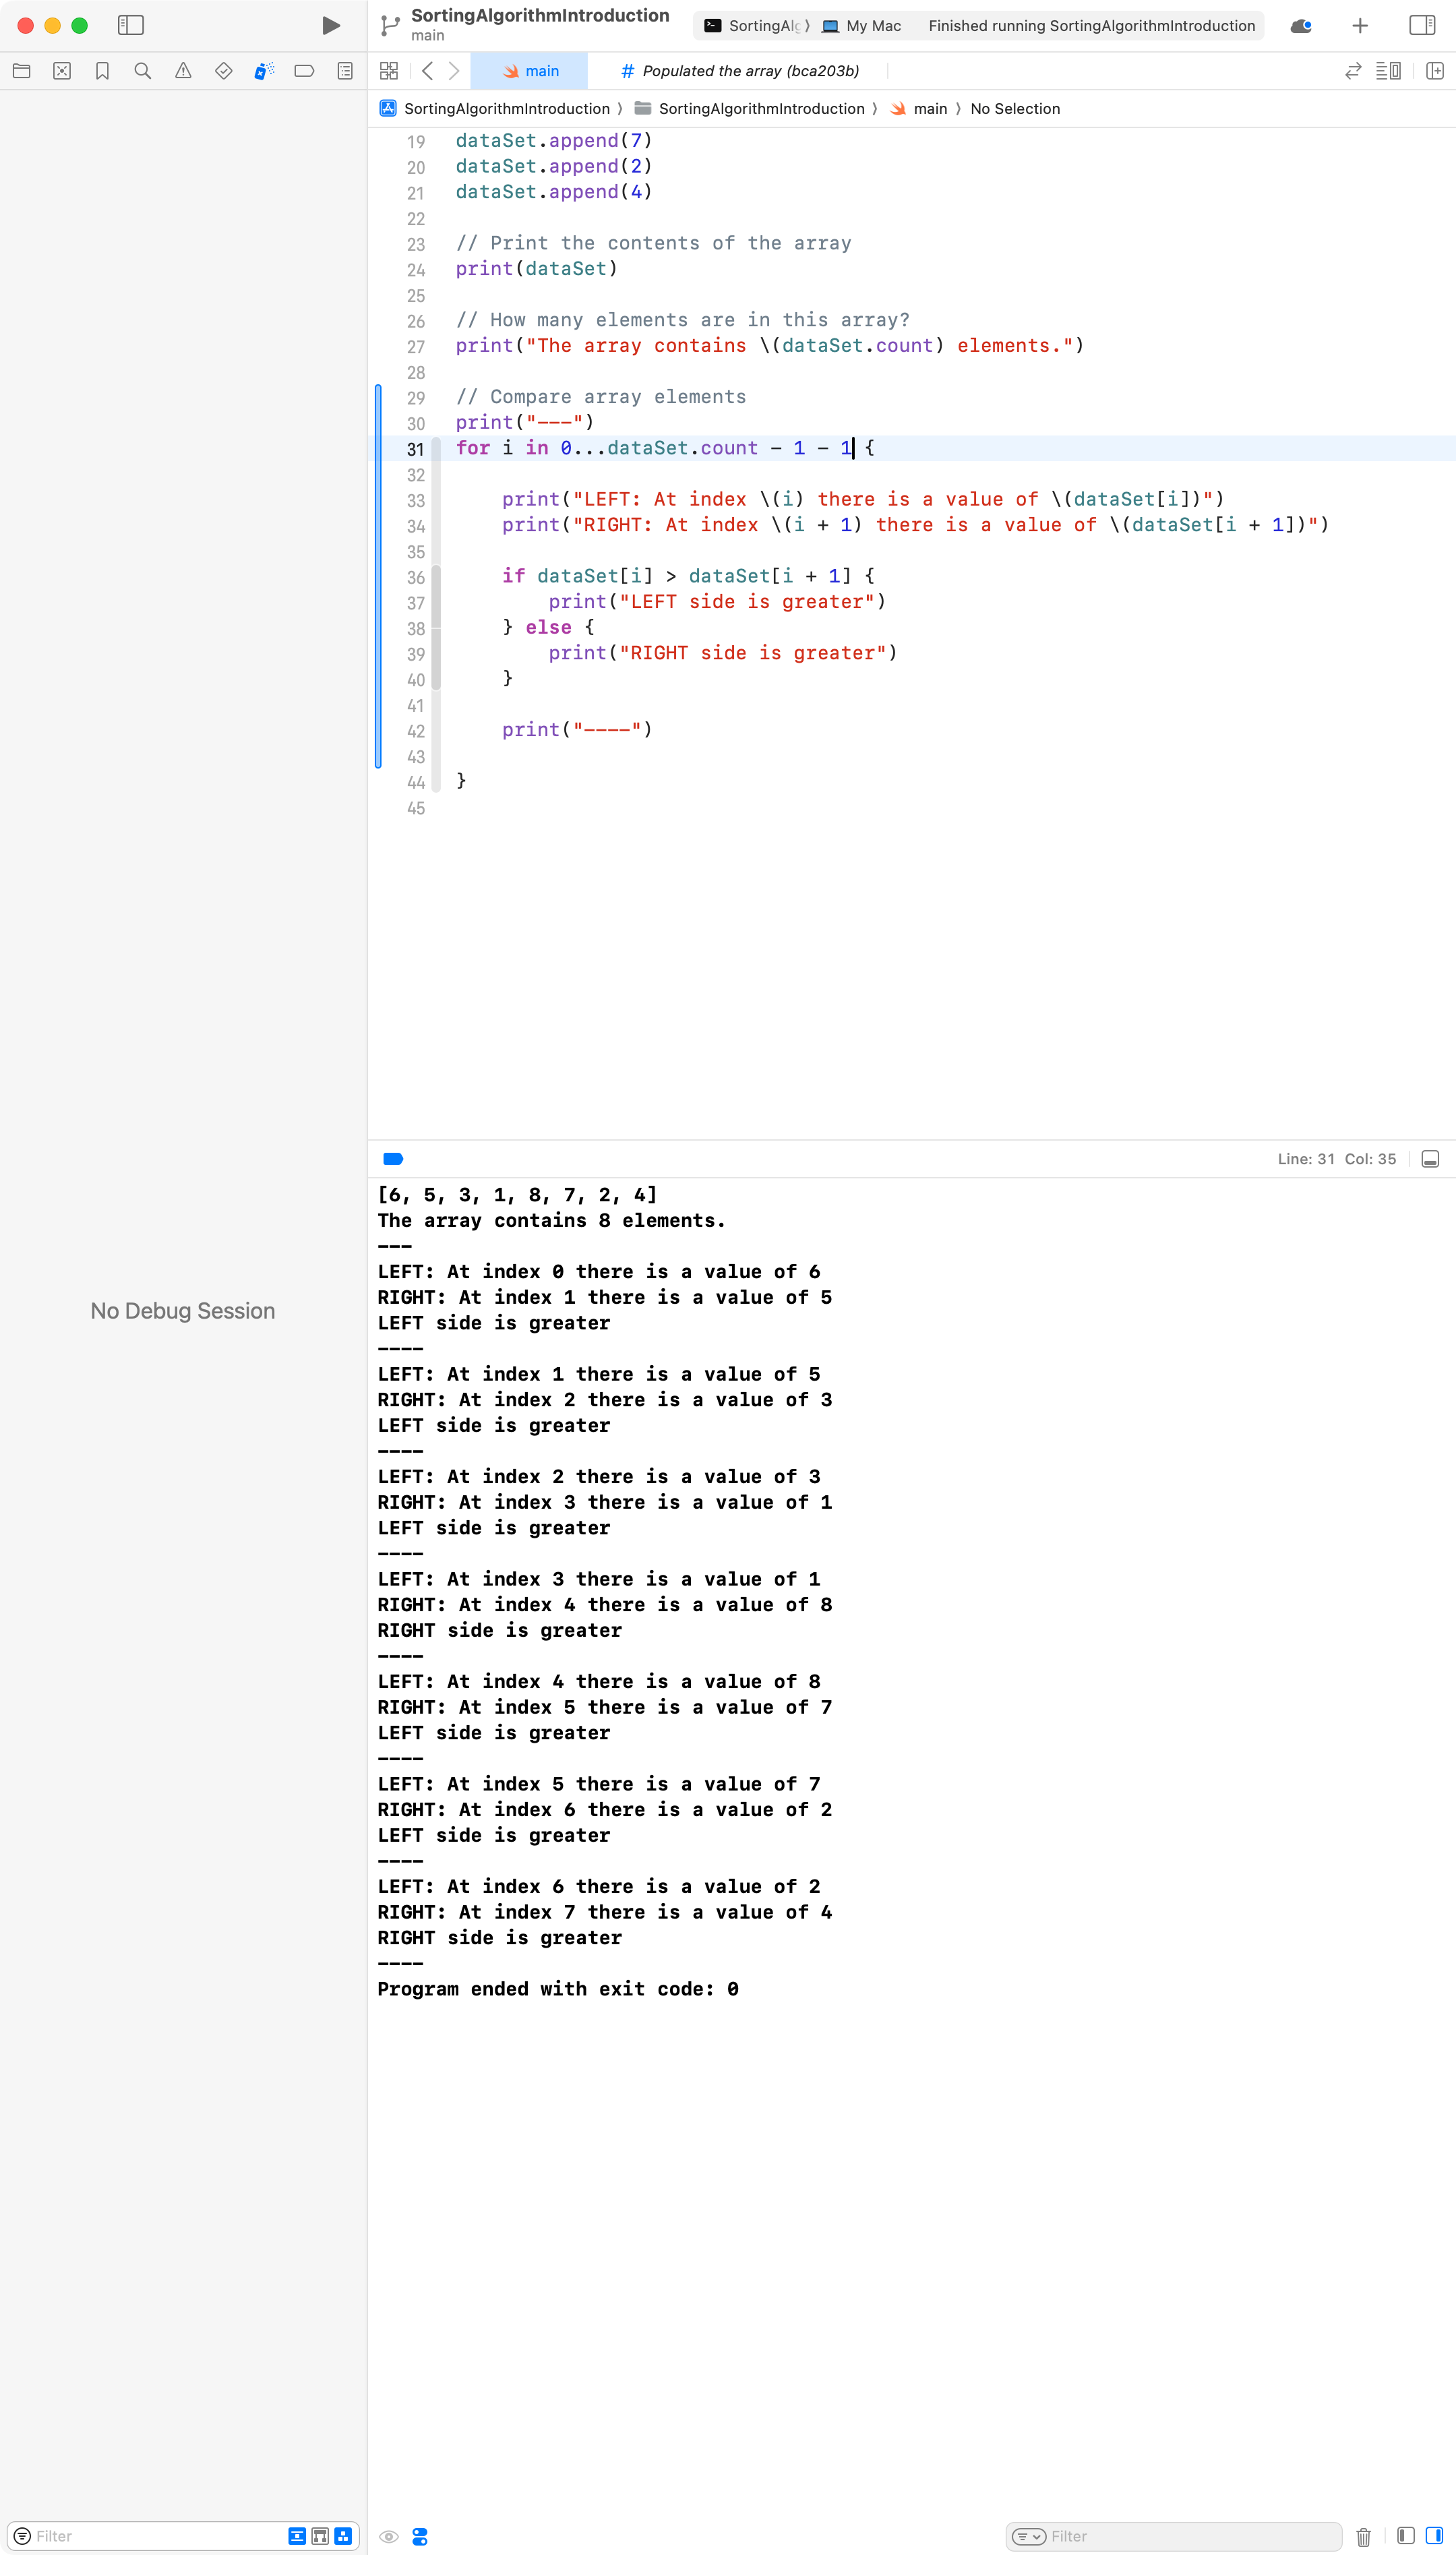 SortingAlgorithmIntroduction
main
SortingAlg
My Mac
Finished running SortingAlgorithmIntroduction
main
# Populated the array (bca203b)
SortingAlgorithmIntroduction ⟩ SortingAlgorithmIntroduction ⟩ main ⟩ No Selection
19 dataSet.append(7)
20 dataSet.append(2)
21 dataSet.append(4)
22
23 // Print the contents of the array
24 print(dataSet)
25
26 // How many elements are in this array?
27 print("The array contains \(dataSet.count) elements.")
28
29 // Compare array elements
30 print("---")
31 for i in 0...dataSet.count - 1 - 1 {
32
33     print("LEFT: At index \(i) there is a value of \(dataSet[i])")
34     print("RIGHT: At index \(i + 1) there is a value of \(dataSet[i + 1])")
35
36     if dataSet[i] > dataSet[i + 1] {
37         print("LEFT side is greater")
38     } else {
39         print("RIGHT side is greater")
40     }
41
42     print("----")
43
44 }
45
Line: 31 Col: 35
No Debug Session
[6, 5, 3, 1, 8, 7, 2, 4]
The array contains 8 elements.
---
LEFT: At index 0 there is a value of 6
RIGHT: At index 1 there is a value of 5
LEFT side is greater
----
LEFT: At index 1 there is a value of 5
RIGHT: At index 2 there is a value of 3
LEFT side is greater
----
LEFT: At index 2 there is a value of 3
RIGHT: At index 3 there is a value of 1
LEFT side is greater
----
LEFT: At index 3 there is a value of 1
RIGHT: At index 4 there is a value of 8
RIGHT side is greater
----
LEFT: At index 4 there is a value of 8
RIGHT: At index 5 there is a value of 7
LEFT side is greater
----
LEFT: At index 5 there is a value of 7
RIGHT: At index 6 there is a value of 2
LEFT side is greater
----
LEFT: At index 6 there is a value of 2
RIGHT: At index 7 there is a value of 4
RIGHT side is greater
----
Program ended with exit code: 0
Filter
Filter